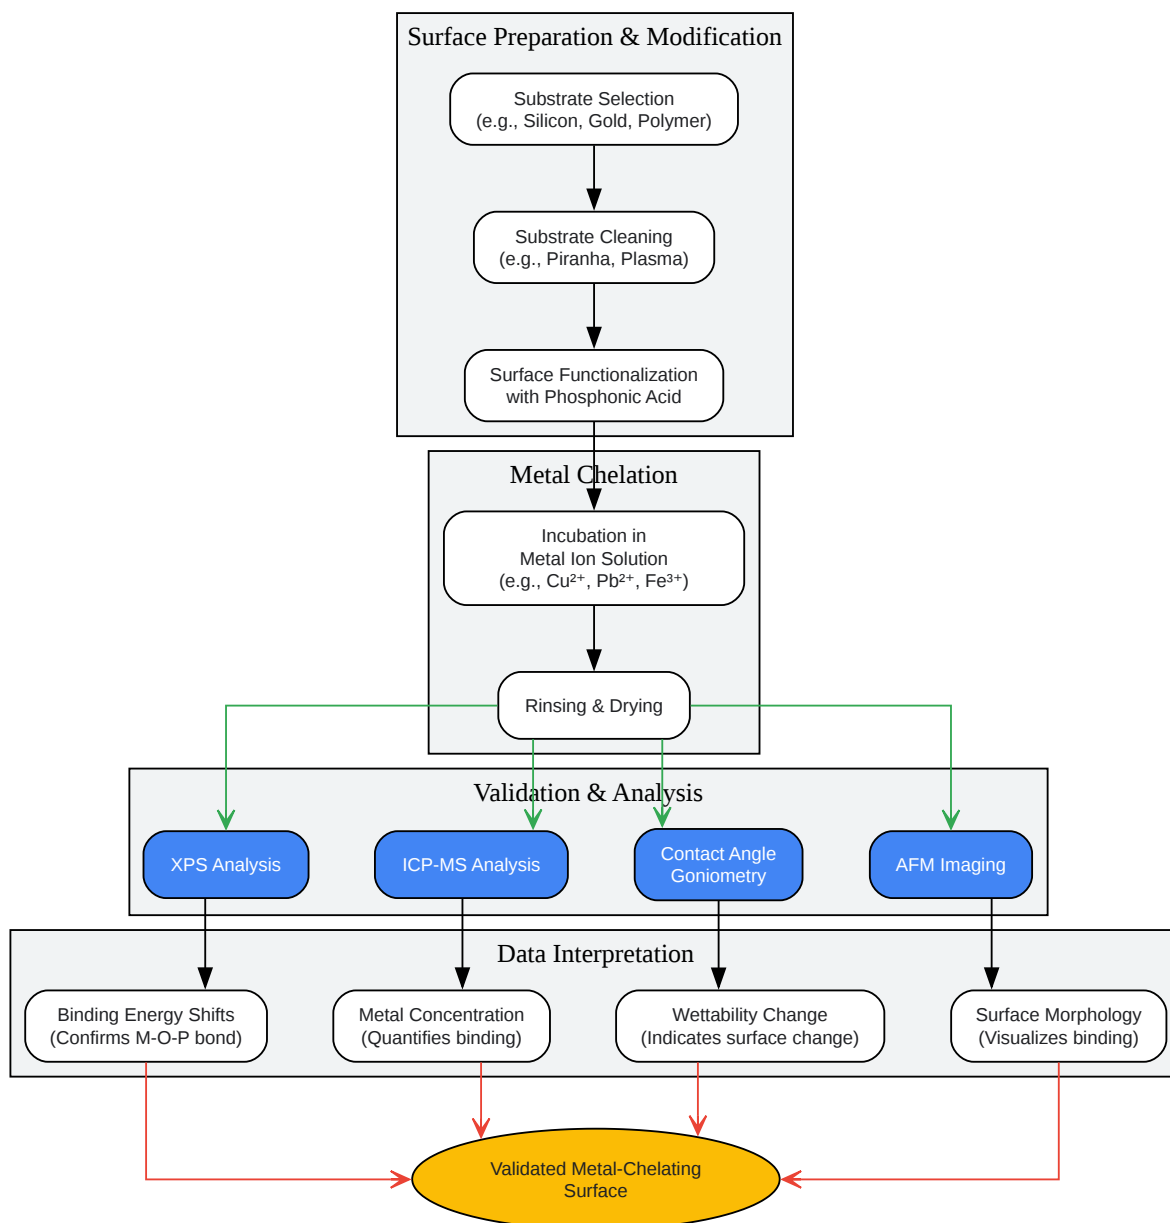 Surface Preparation & Modification
Substrate Selection
(e.g., Silicon, Gold, Polymer)
Substrate Cleaning
(e.g., Piranha, Plasma)
Surface Functionalization
with Phosphonic Acid
Metal Chelation
Incubation in
Metal Ion Solution
(e.g., Cu²⁺, Pb²⁺, Fe³⁺)
Rinsing & Drying
Validation & Analysis
XPS Analysis
ICP-MS Analysis
Contact Angle
Goniometry
AFM Imaging
Data Interpretation
Binding Energy Shifts
(Confirms M-O-P bond)
Metal Concentration
(Quantifies binding)
Wettability Change
(Indicates surface change)
Surface Morphology
(Visualizes binding)
Validated Metal-Chelating
Surface